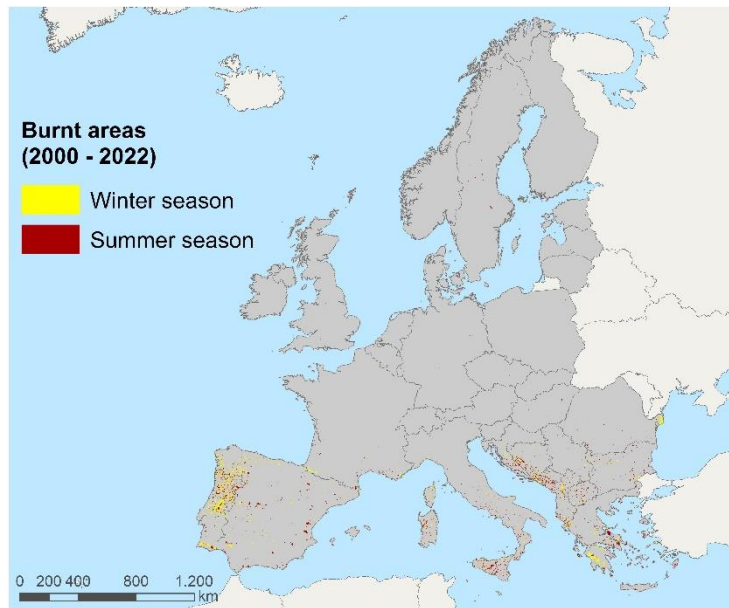 Burnt areas
(2000 - 2022)
Winter season
Summer season
0 200 400 800 1.200
km